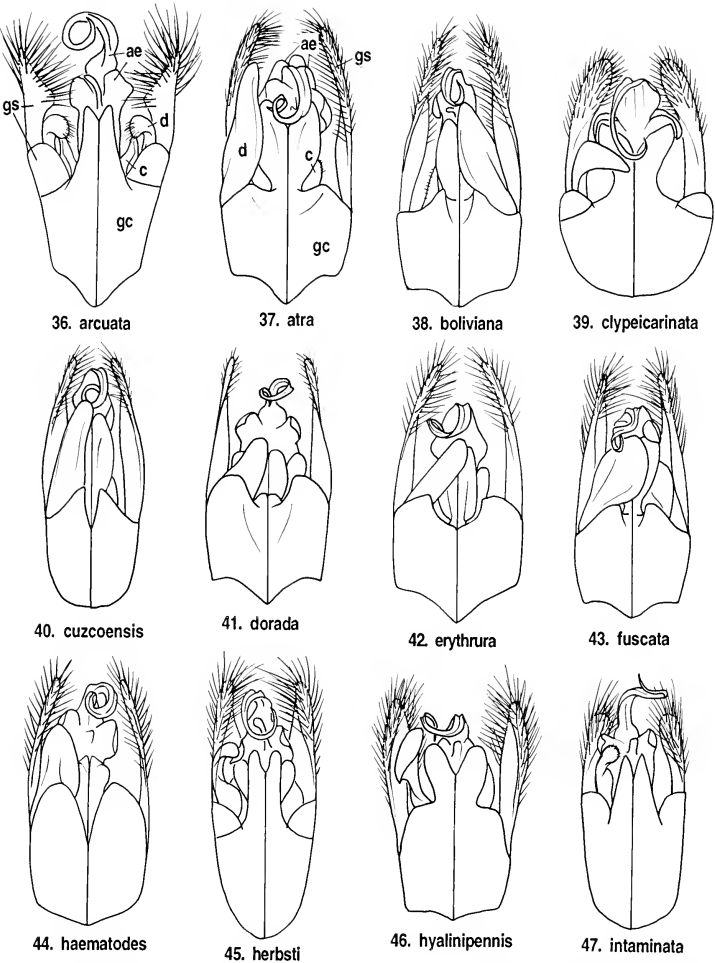 ae
gs
d
c
gc
36. arcuata
ae
gs
d
c
gc
37. atra
38. boliviana
39. clypeicarinata
40. cuzcoensis
41. dorada
42. erythrura
43. fuscata
44. haematodes
45. herbsti
46. hyalinipennis
47. intaminata